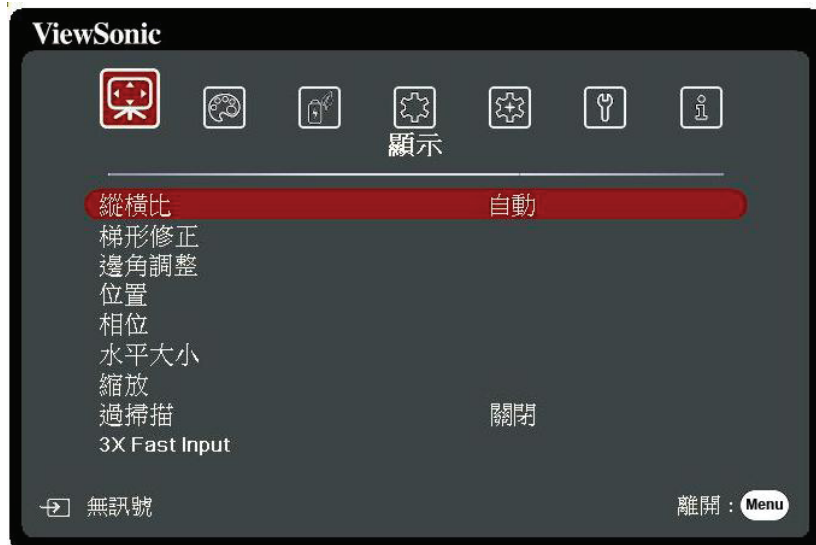 ViewSonic
顯示
縱橫比 自動
梯形修正
邊角調整
位置
相位
水平大小
縮放
過掃描 關閉
3X Fast Input
無訊號 離開：Menu